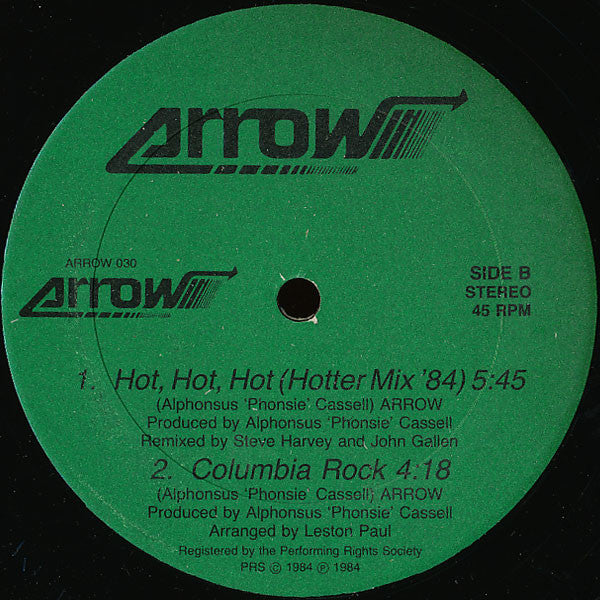 Arrow
ARROW 030
Arrow
SIDE B
STEREO
45 RPM
1. Hot, Hot, Hot (Hotter Mix '84) 5:45
(Alphonsus 'Phonsie' Cassell) ARROW
Produced by Alphonsus 'Phonsie' Cassell
Remixed by Steve Harvey and John Gallen
2. Columbia Rock 4:18
(Alphonsus 'Phonsie' Cassell) ARROW
Produced by Alphonsus 'Phonsie' Cassell
Arranged by Leston Paul
Registered by the Performing Rights Society
PRS © 1984 ℗ 1984